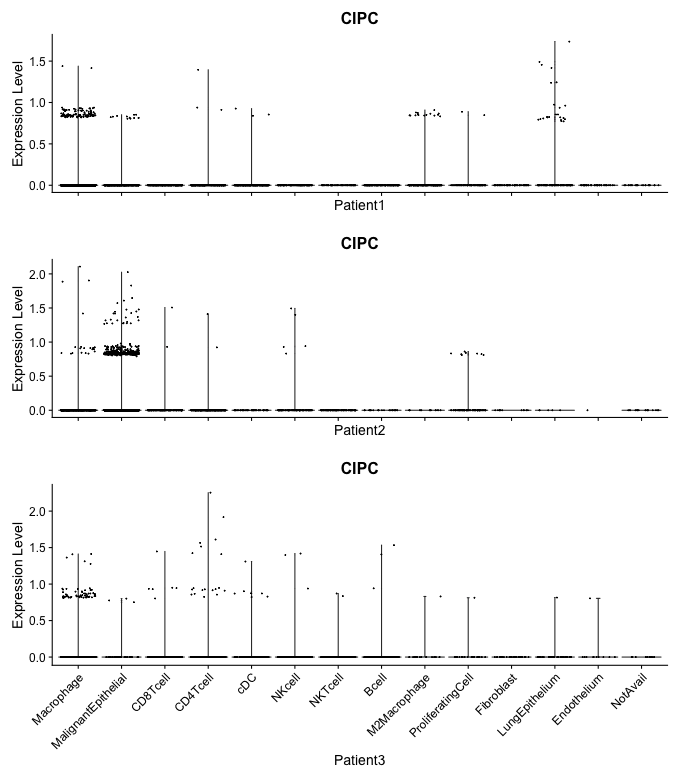 CIPC
Expression Level
1.5
1.0
0.5
0.0
Patient1
CIPC
Expression Level
2.0
1.5
1.0
0.5
0.0
Patient2
CIPC
Expression Level
2.0
1.5
1.0
0.5
0.0
Macrophage
MalignantEpithelial
CD8Tcell
CD4Tcell
cDC
NKcell
NKTcell
Bcell
M2Macrophage
ProliferatingCell
Fibroblast
LungEpithelium
Endothelium
NotAvail
Patient3